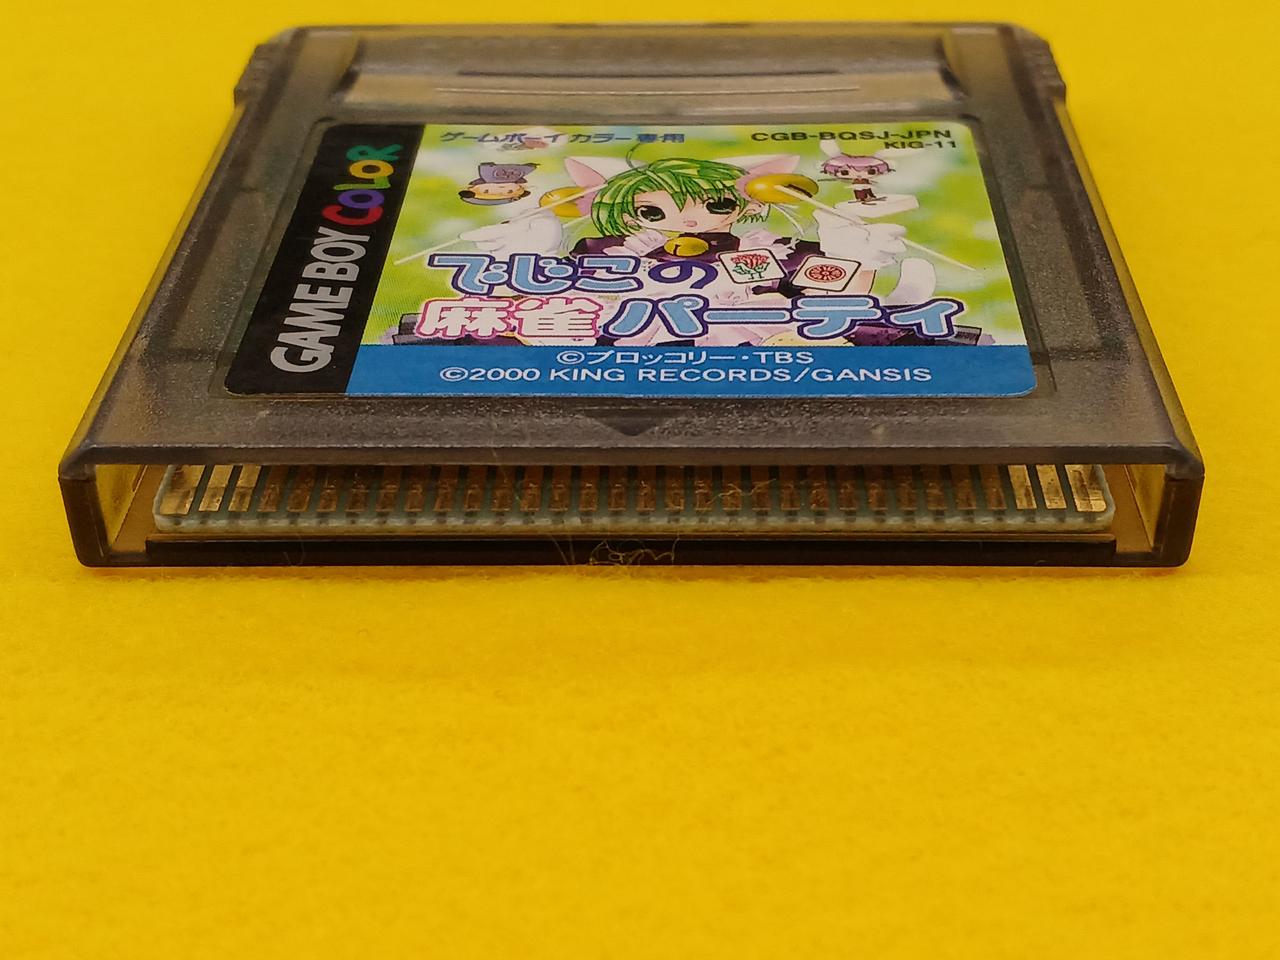 GAME BOY COLOR
ゲームボーイカラー専用
CGB-BQSJ-JPN
KIG-11
でじこの
麻雀パーティ
©ブロッコリー・TBS
©2000 KING RECORDS/GANSIS